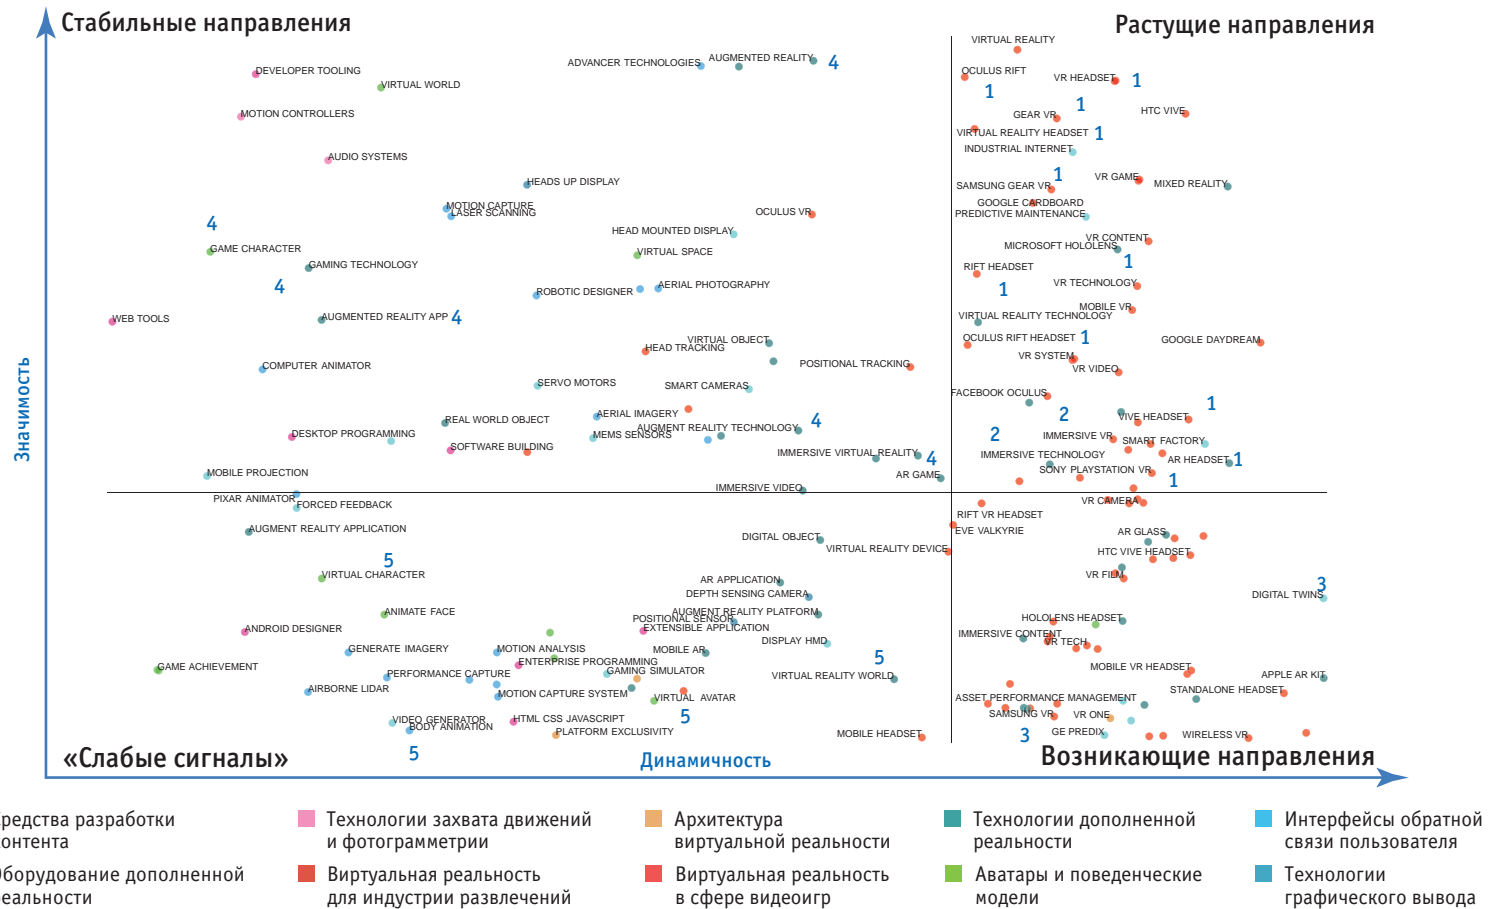 Стабильные направления
Растущие направления
VIRTUAL REALITY
ADVANCER TECHNOLOGIES
AUGMENTED REALITY
4
DEVELOPER TOOLING
VIRTUAL WORLD
OCULUS RIFT
VR HEADSET
1
1
1
MOTION CONTROLLERS
GEAR VR
HTC VIVE
VIRTUAL REALITY HEADSET
1
INDUSTRIAL INTERNET
AUDIO SYSTEMS
HEADS UP DISPLAY
1
VR GAME
MIXED REALITY
SAMSUNG GEAR VR
MOTION CAPTURE
LASER SCANNING
OCULUS VR
GOOGLE CARDBOARD
PREDICTIVE MAINTENANCE
4
HEAD MOUNTED DISPLAY
VR CONTENT
GAME CHARACTER
VIRTUAL SPACE
MICROSOFT HOLOLENS
1
GAMING TECHNOLOGY
RIFT HEADSET
4
ROBOTIC DESIGNER
AERIAL PHOTOGRAPHY
VR TECHNOLOGY
1
MOBILE VR
WEB TOOLS
AUGMENTED REALITY APP
4
VIRTUAL REALITY TECHNOLOGY
VIRTUAL OBJECT
HEAD TRACKING
OCULUS RIFT HEADSET
1
GOOGLE DAYDREAM
COMPUTER ANIMATOR
POSITIONAL TRACKING
VR SYSTEM
VR VIDEO
SERVO MOTORS
SMART CAMERAS
FACEBOOK OCULUS
REAL WORLD OBJECT
AERIAL IMAGERY
4
2
VIVE HEADSET
1
DESKTOP PROGRAMMING
MEMS SENSORS
AUGMENT REALITY TECHNOLOGY
2
IMMERSIVE VR
SMART FACTORY
SOFTWARE BUILDING
IMMERSIVE VIRTUAL REALITY
4
IMMERSIVE TECHNOLOGY
AR HEADSET
1
MOBILE PROJECTION
AR GAME
SONY PLAYSTATION VR
1
IMMERSIVE VIDEO
PIXAR ANIMATOR
FORCED FEEDBACK
VR CAMERA
RIFT VR HEADSET
AUGMENT REALITY APPLICATION
DIGITAL OBJECT
EVE VALKYRIE
AR GLASS
VIRTUAL REALITY DEVICE
HTC VIVE HEADSET
5
VIRTUAL CHARACTER
AR APPLICATION
VR FILM
3
DEPTH SENSING CAMERA
DIGITAL TWINS
ANIMATE FACE
AUGMENT REALITY PLATFORM
POSITIONAL SENSOR
HOLOLENS HEADSET
ANDROID DESIGNER
EXTENSIBLE APPLICATION
IMMERSIVE CONTENT
GENERATE IMAGERY
MOTION ANALYSIS
MOBILE AR
DISPLAY HMD
VR TECH
GAME ACHIEVEMENT
ENTERPRISE PROGRAMMING
5
MOBILE VR HEADSET
PERFORMANCE CAPTURE
GAMING SIMULATOR
VIRTUAL REALITY WORLD
APPLE AR KIT
AIRBORNE LIDAR
MOTION CAPTURE SYSTEM
VIRTUAL AVATAR
ASSET PERFORMANCE MANAGEMENT
STANDALONE HEADSET
VIDEO GENERATOR
HTML CSS JAVASCRIPT
5
SAMSUNG VR
VR ONE
BODY ANIMATION
PLATFORM EXCLUSIVITY
MOBILE HEADSET
3
GE PREDIX
WIRELESS VR
5
«Слабые сигналы»
Возникающие направления
Значимость
Динамичность
редства разработки
онтента
Технологии захвата движений
и фотограмметрии
Архитектура
виртуальной реальности
Технологии дополненной
реальности
Интерфейсы обратной
связи пользователя
борудование дополненной
еальности
Виртуальная реальность
для индустрии развлечений
Виртуальная реальность
в сфере видеоигр
Аватары и поведенческие
модели
Технологии
графического вывода